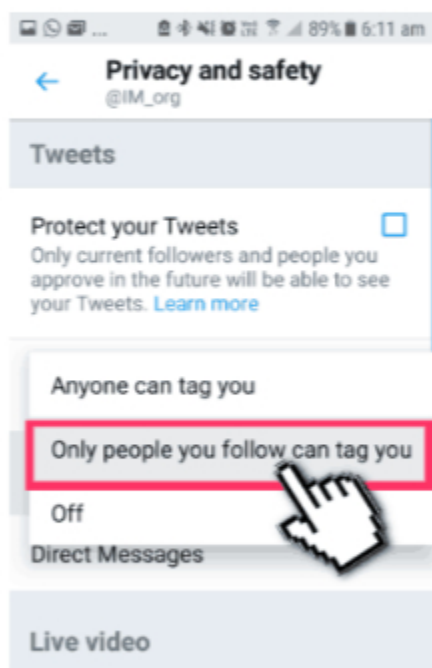 ... 89% 6:11 am
Privacy and safety
@IM_org
Tweets
Protect your Tweets
Only current followers and people you
approve in the future will be able to see
your Tweets. Learn more
Anyone can tag you
Only people you follow can tag you
Off
Direct Messages
Live video